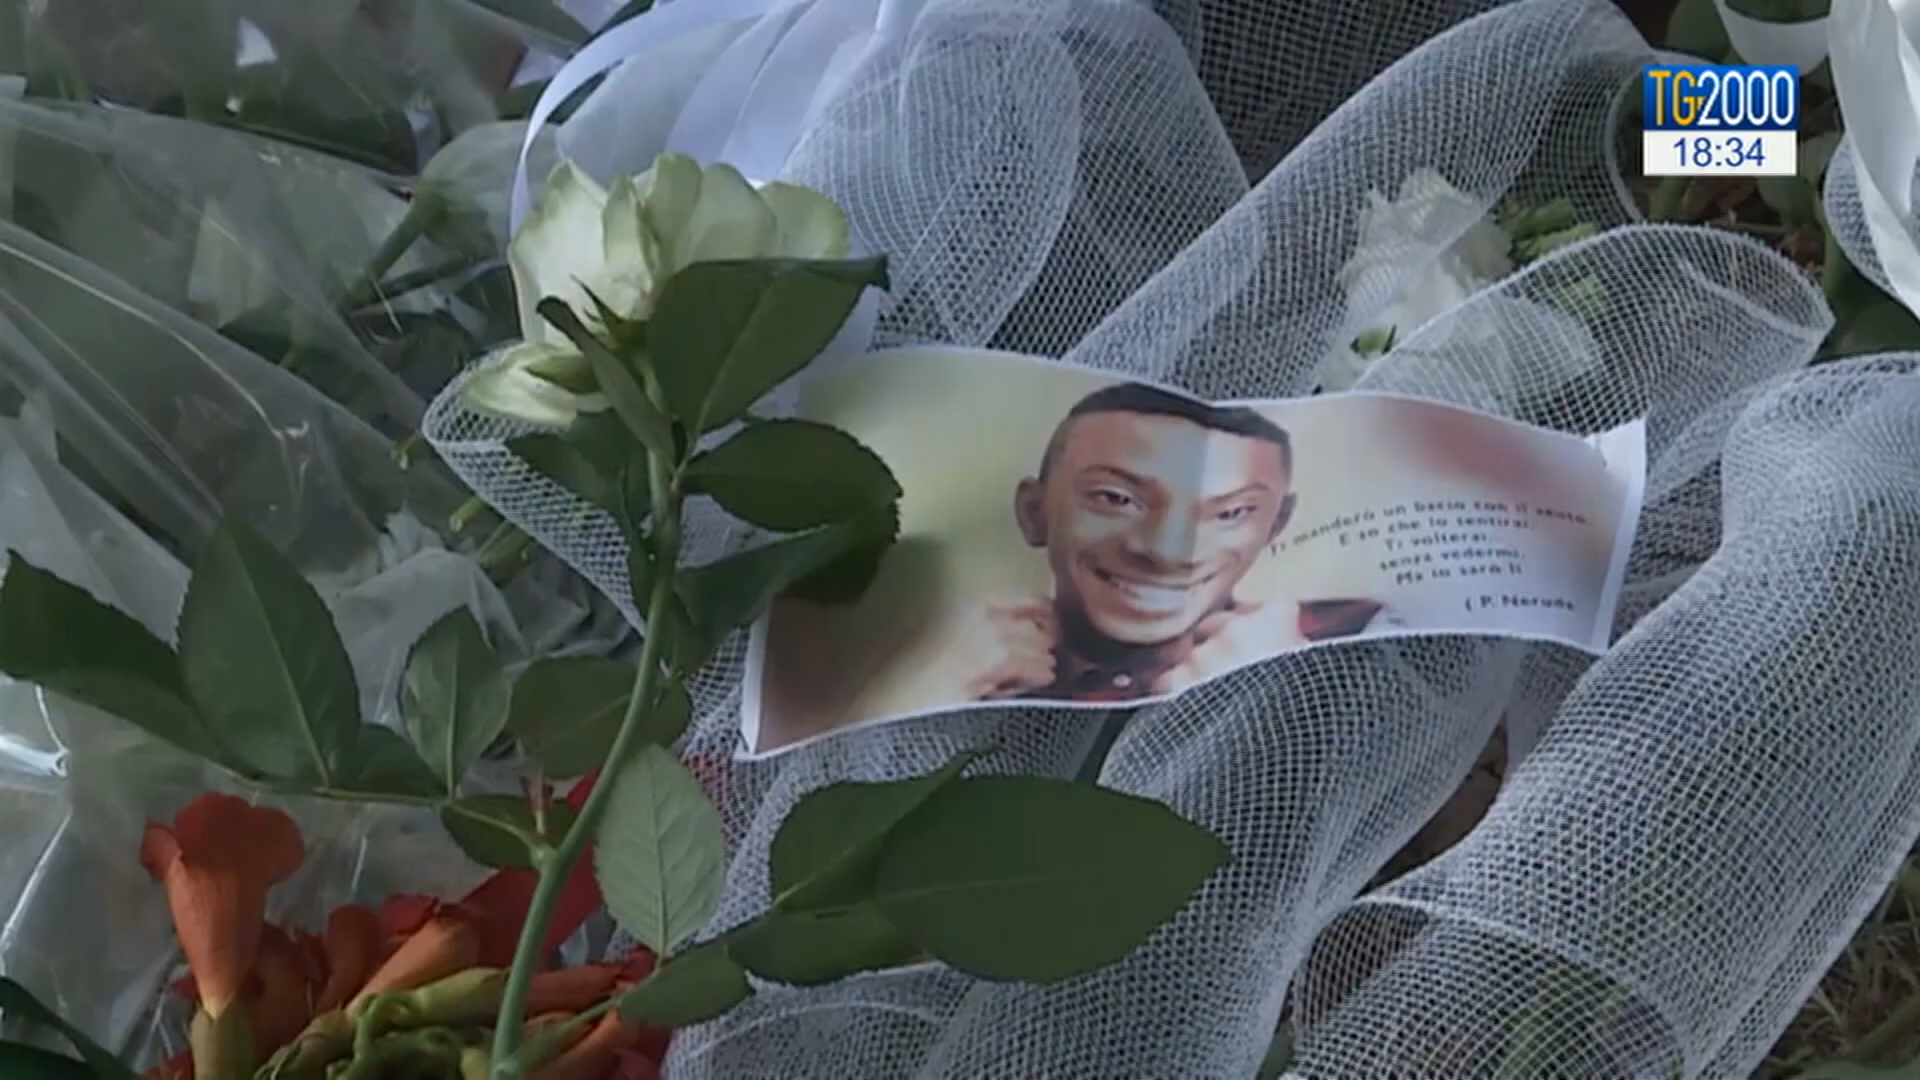 TG2000
18:34
Ti manderò un bacio con il vento
E so che lo sentirai
Ti volterai
senza vedermi.
Ma io sarò lì
( P. Neruda